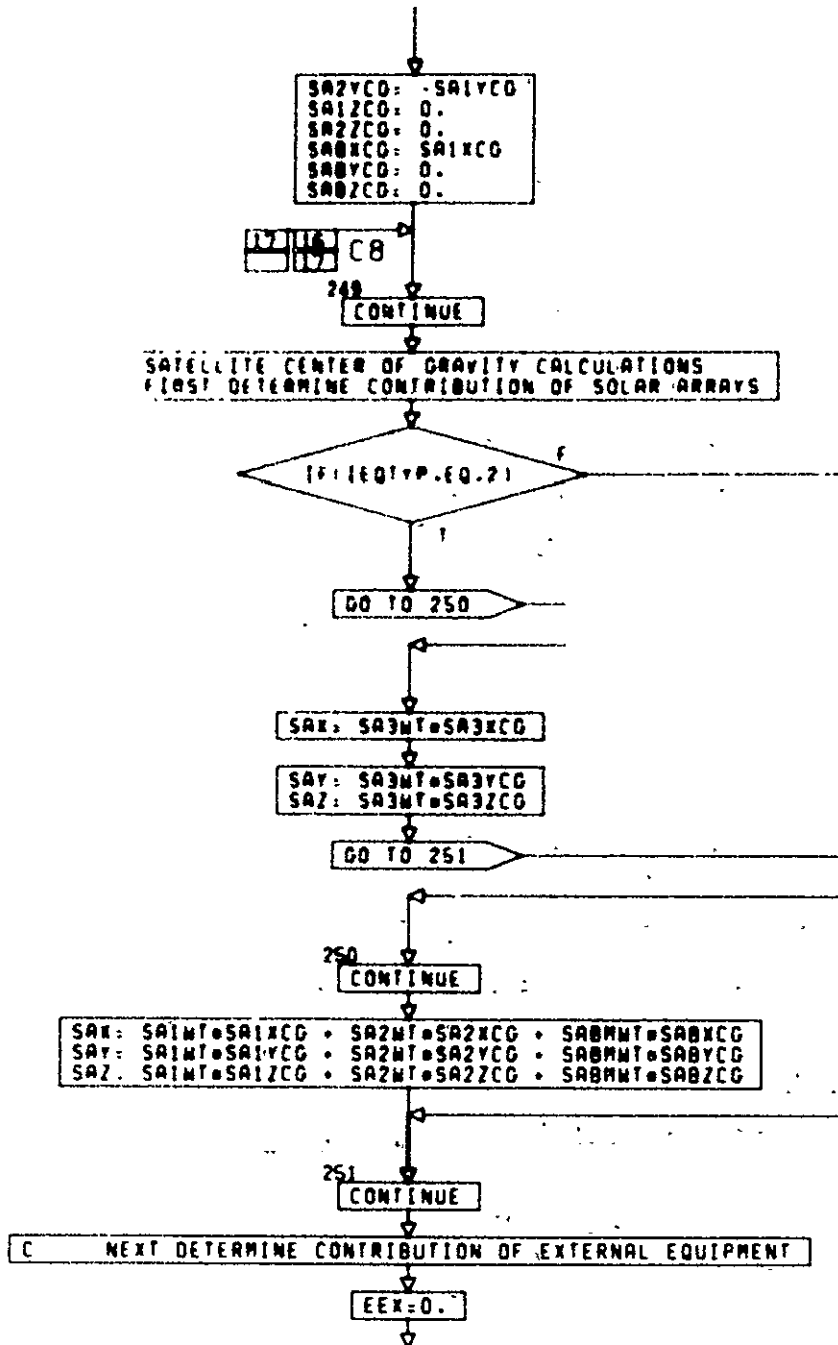 SA2YCG= -SA1YCG
SA1ZCG= 0.
SA2ZCG= 0.
SABXCG= SA1XCG
SABYCG= 0.
SABZCG= 0.
17 16 C8
17
249
CONTINUE
SATELLITE CENTER OF GRAVITY CALCULATIONS
FIRST DETERMINE CONTRIBUTION OF SOLAR ARRAYS
IF(IEQTYP.EQ.2)
F
T
GO TO 250
SAX= SA3WT*SA3XCG
SAY= SA3WT*SA3YCG
SAZ= SA3WT*SA3ZCG
GO TO 251
250
CONTINUE
SAX= SA1WT*SA1XCG + SA2WT*SA2XCG + SABMWT*SABXCG
SAY= SA1WT*SA1YCG + SA2WT*SA2YCG + SABMWT*SABYCG
SAZ= SA1WT*SA1ZCG + SA2WT*SA2ZCG + SABMWT*SABZCG
251
CONTINUE
C NEXT DETERMINE CONTRIBUTION OF EXTERNAL EQUIPMENT
EEX=0.